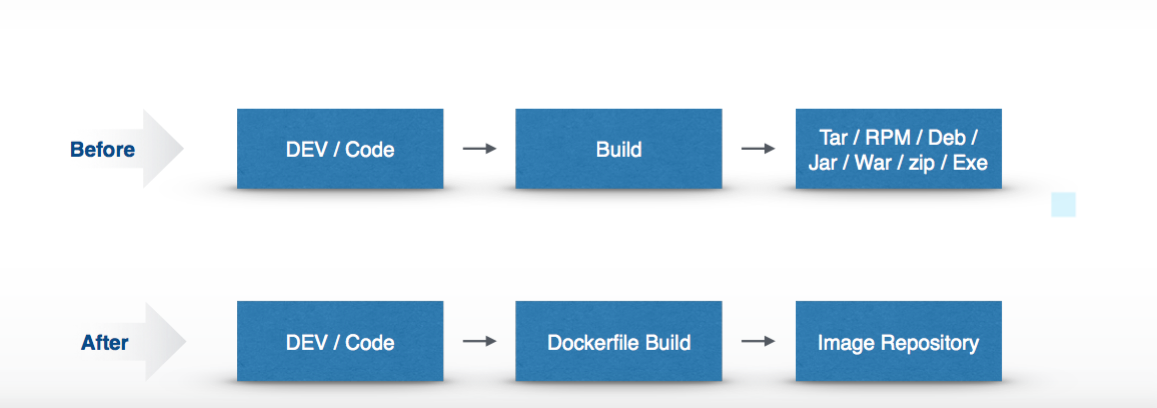 Before
DEV / Code
Build
Tar / RPM / Deb /
Jar / War / zip / Exe
After
DEV / Code
Dockerfile Build
Image Repository